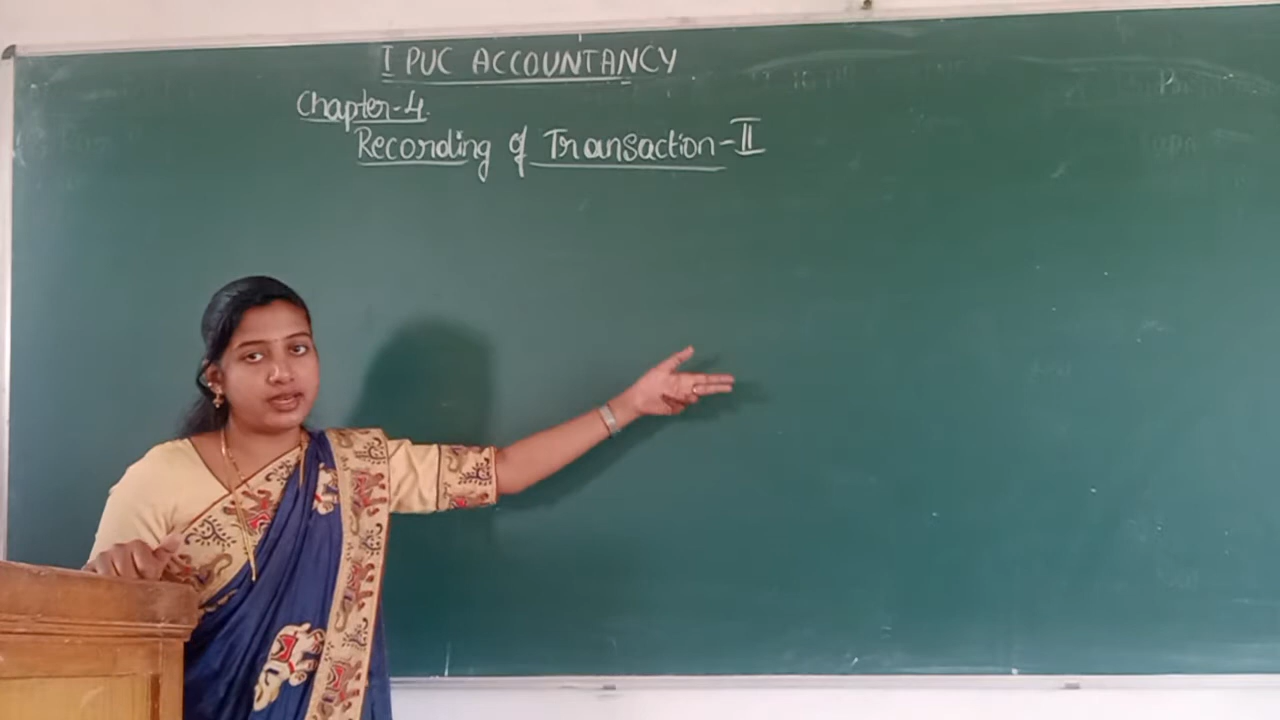 I PUC ACCOUNTANCY
Chapter-4.
Recording of Transaction-II